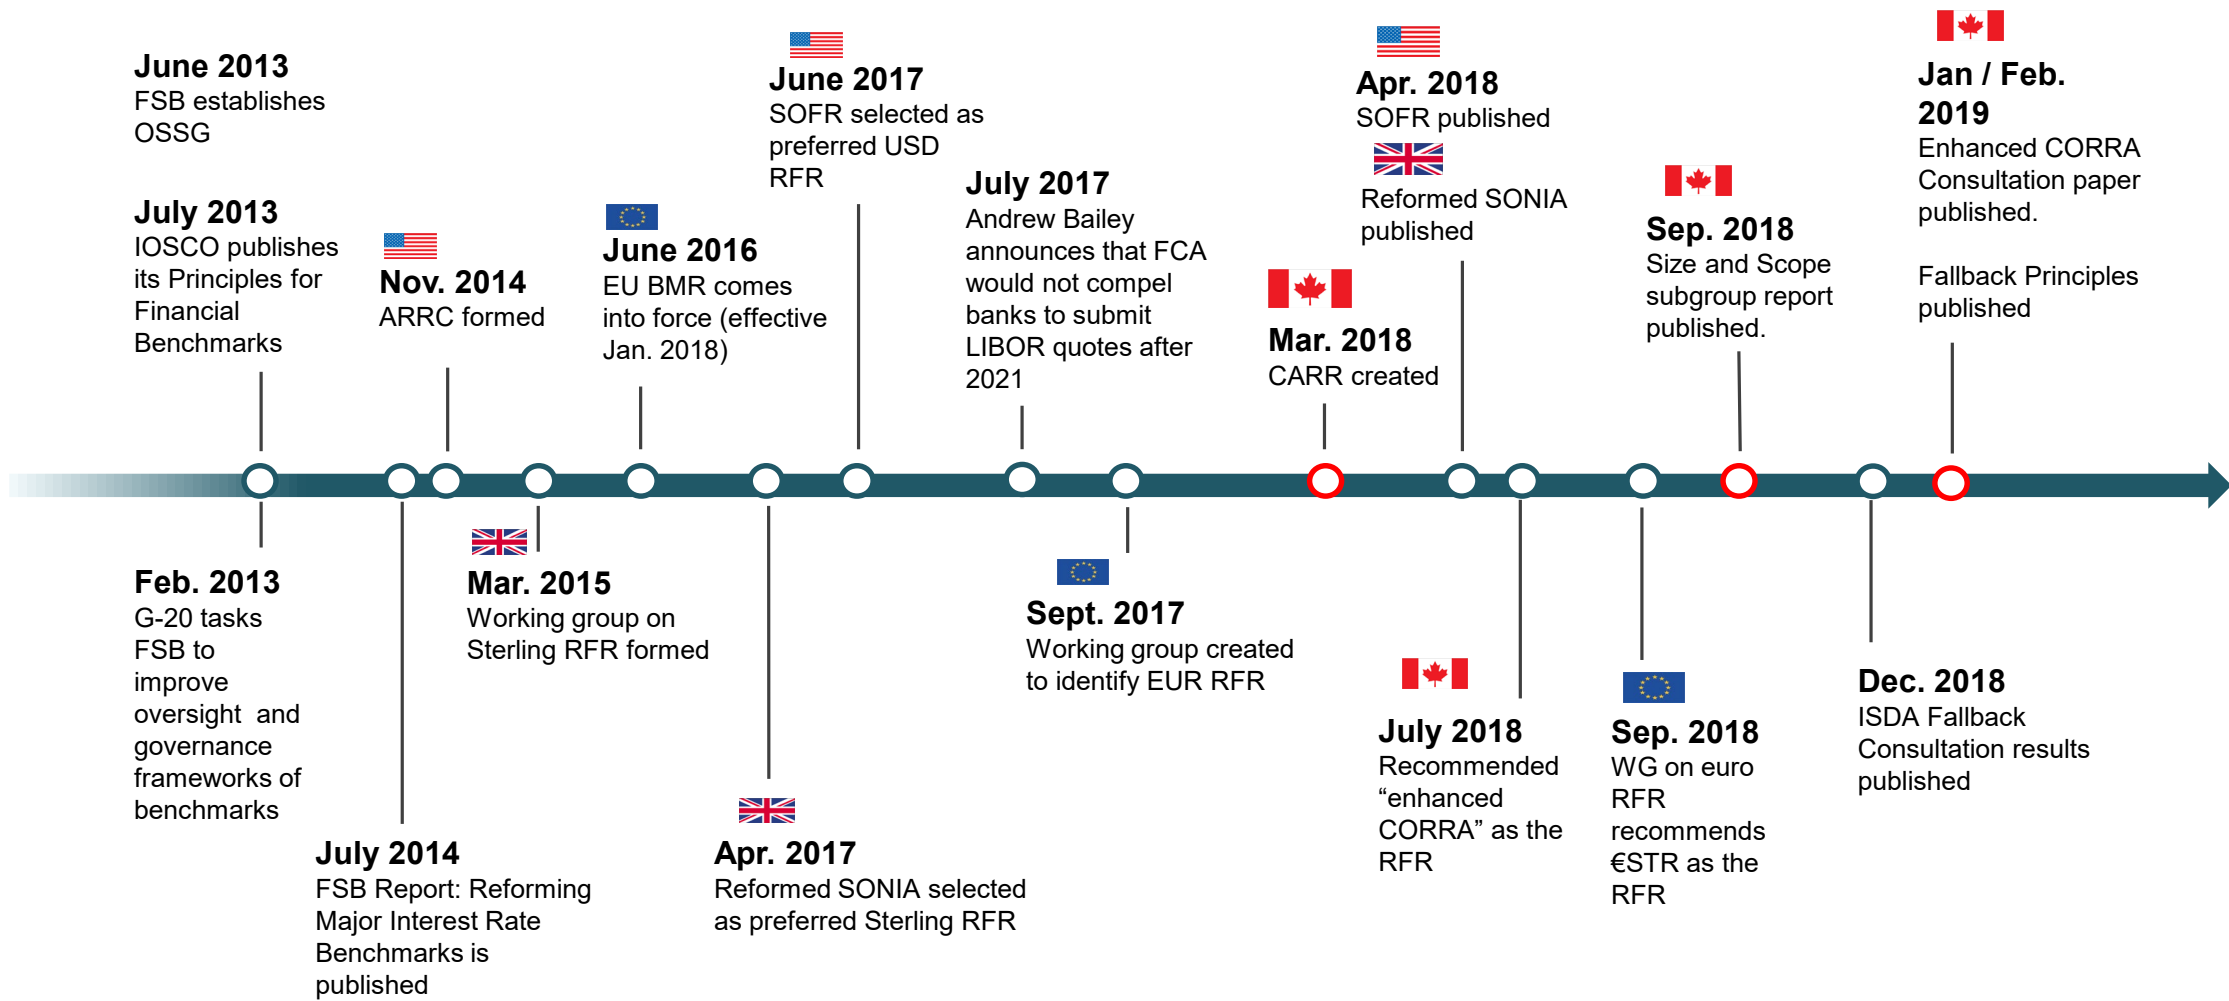 June 2013
FSB establishes
OSSG
July 2013
IOSCO publishes
its Principles for
Financial
Benchmarks
Nov. 2014
ARRC formed
June 2016
EU BMR comes
into force (effective
Jan. 2018)
June 2017
SOFR selected as
preferred USD
RFR
July 2017
Andrew Bailey
announces that FCA
would not compel
banks to submit
LIBOR quotes after
2021
Mar. 2018
CARR created
Apr. 2018
SOFR published
Reformed SONIA
published
Sep. 2018
Size and Scope
subgroup report
published.
Jan / Feb.
2019
Enhanced CORRA
Consultation paper
published.
Fallback Principles
published
Feb. 2013
G-20 tasks
FSB to
improve
oversight  and
governance
frameworks of
benchmarks
July 2014
FSB Report: Reforming
Major Interest Rate
Benchmarks is
published
Mar. 2015
Working group on
Sterling RFR formed
Apr. 2017
Reformed SONIA selected
as preferred Sterling RFR
Sept. 2017
Working group created
to identify EUR RFR
July 2018
Recommended
“enhanced
CORRA” as the
RFR
Sep. 2018
WG on euro
RFR
recommends
€STR as the
RFR
Dec. 2018
ISDA Fallback
Consultation results
published